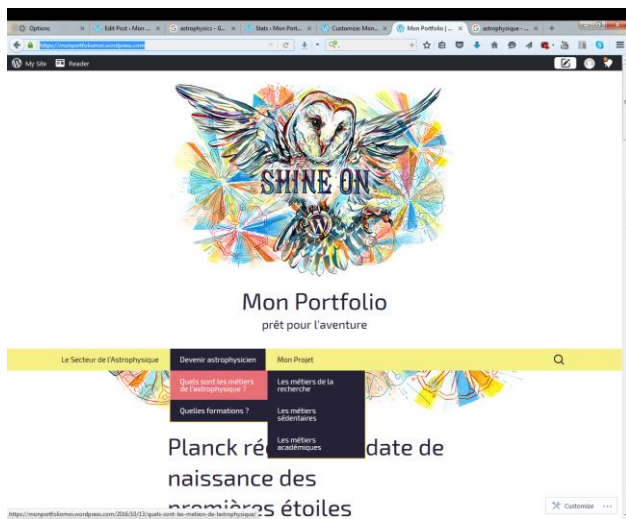 Options
Edit Post - Mon ...
astrophysics - G...
Stats - Mon Port...
Customize: Mon...
Mon Portfolio | ...
astrophysique - ...
https://monportfoliomoi.wordpress.com
My Site
Reader
SHINE ON
Mon Portfolio
prêt pour l'aventure
Le Secteur de l'Astrophysique
Devenir astrophysicien
Mon Projet
Quels sont les métiers
de l'astrophysique ?
Quelles formations ?
Les métiers de la
recherche
Les métiers
sédentaires
Les métiers
académiques
Planck ré date de
naissance des
premières étoiles
https://monportfoliomoi.wordpress.com/2016/10/13/quels-sont-les-metiers-de-lastrophysique/
Customize